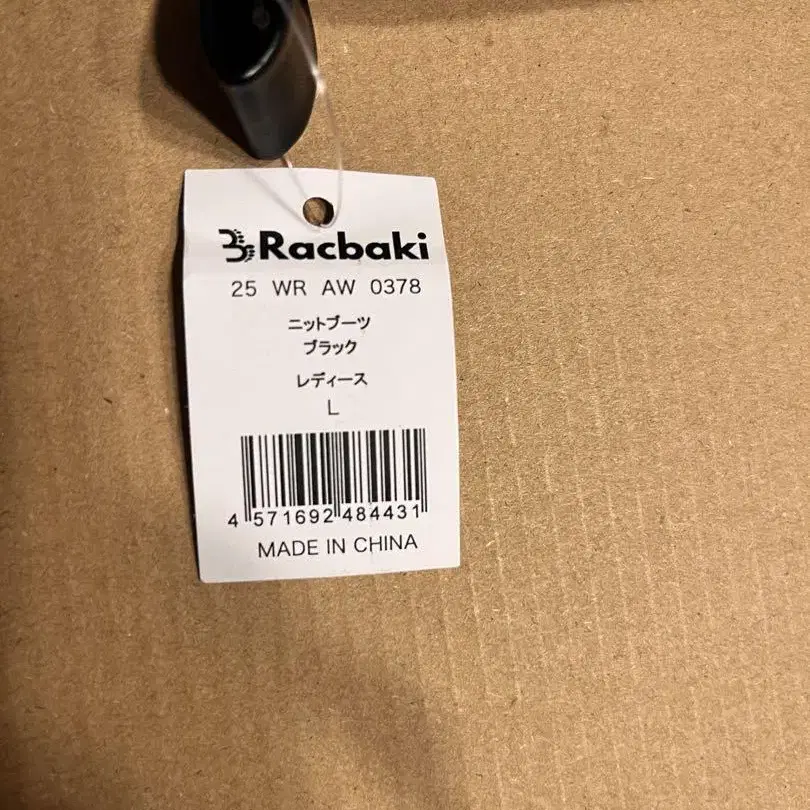 Racbaki
25 WR AW 0378
ニットブーツ
ブラック
レディース
L
4 571692 484431
MADE IN CHINA